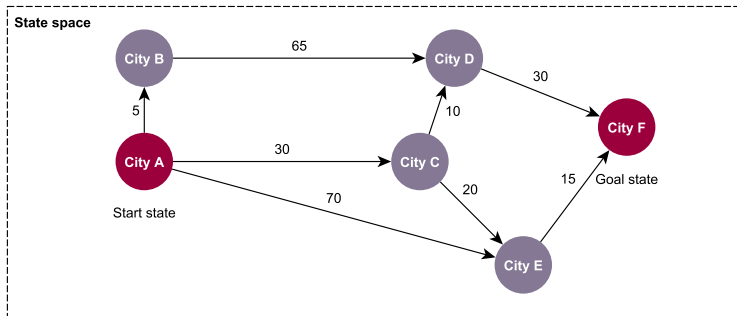 State space
City B
65
City D
30
5
10
City F
City A
30
City C
Goal state
15
20
70
Start state
City E